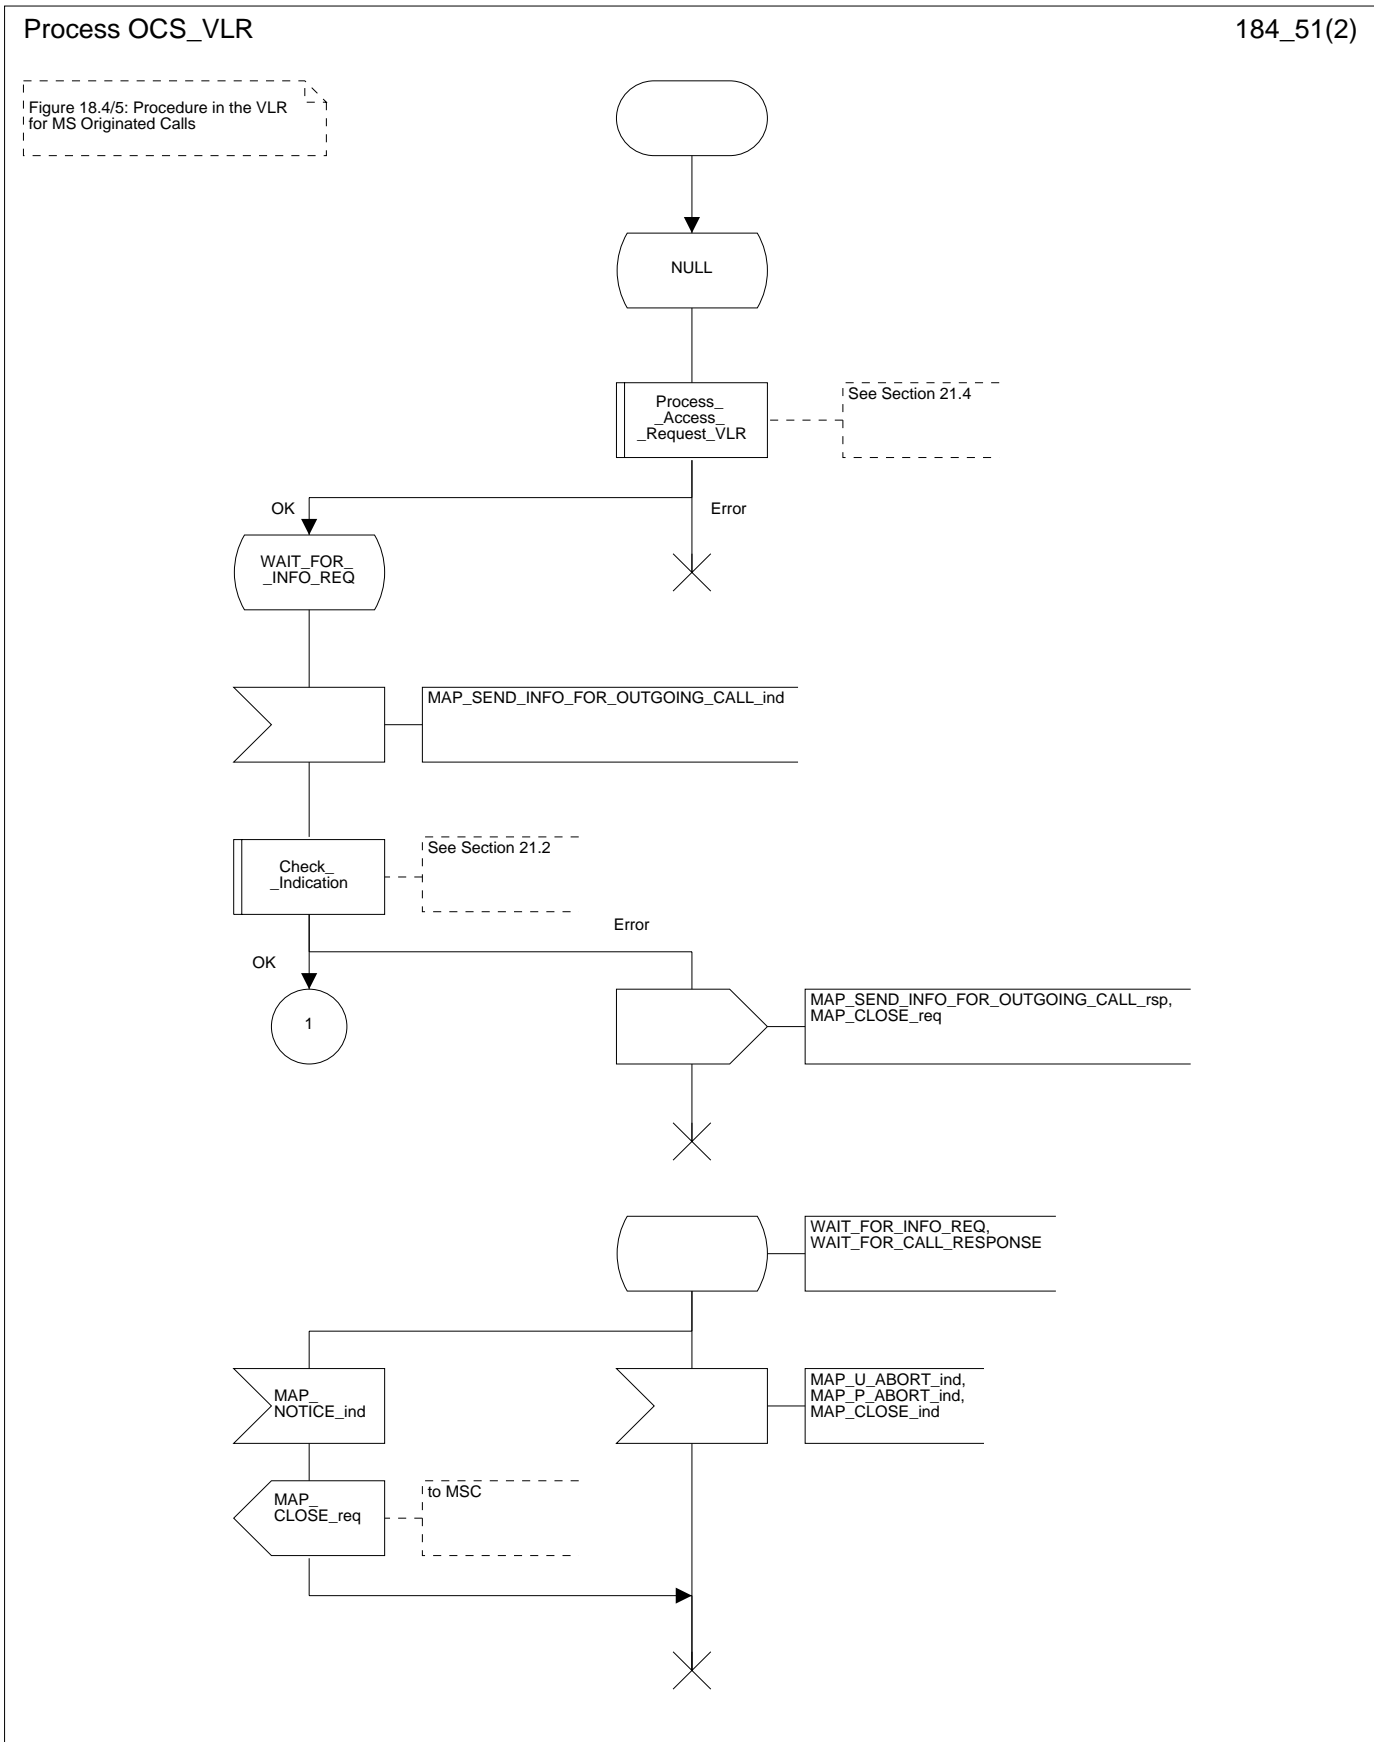 Process OCS_VLR
184_51(2)
Figure 18.4/5: Procedure in the VLR
for MS Originated Calls
NULL
Process_
_Access_
_Request_VLR
See Section 21.4
OK
Error
WAIT_FOR_
_INFO_REQ
MAP_SEND_INFO_FOR_OUTGOING_CALL_ind
Check_
_Indication
See Section 21.2
Error
OK
1
MAP_SEND_INFO_FOR_OUTGOING_CALL_rsp,
MAP_CLOSE_req
WAIT_FOR_INFO_REQ,
WAIT_FOR_CALL_RESPONSE
MAP_
NOTICE_ind
MAP_U_ABORT_ind,
MAP_P_ABORT_ind,
MAP_CLOSE_ind
MAP_
CLOSE_req
to MSC